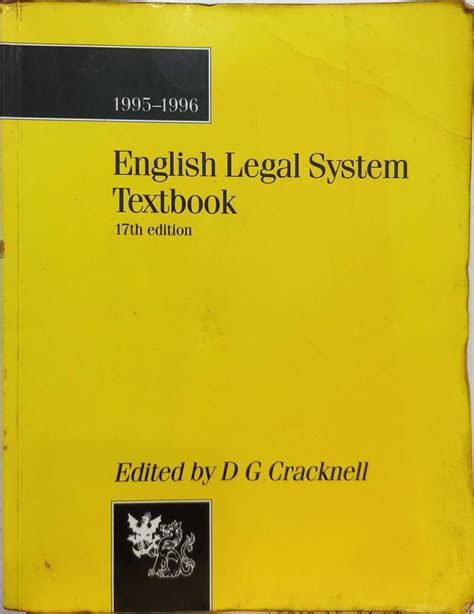 1995–1996
English Legal System
Textbook
17th edition
Edited by D G Cracknell